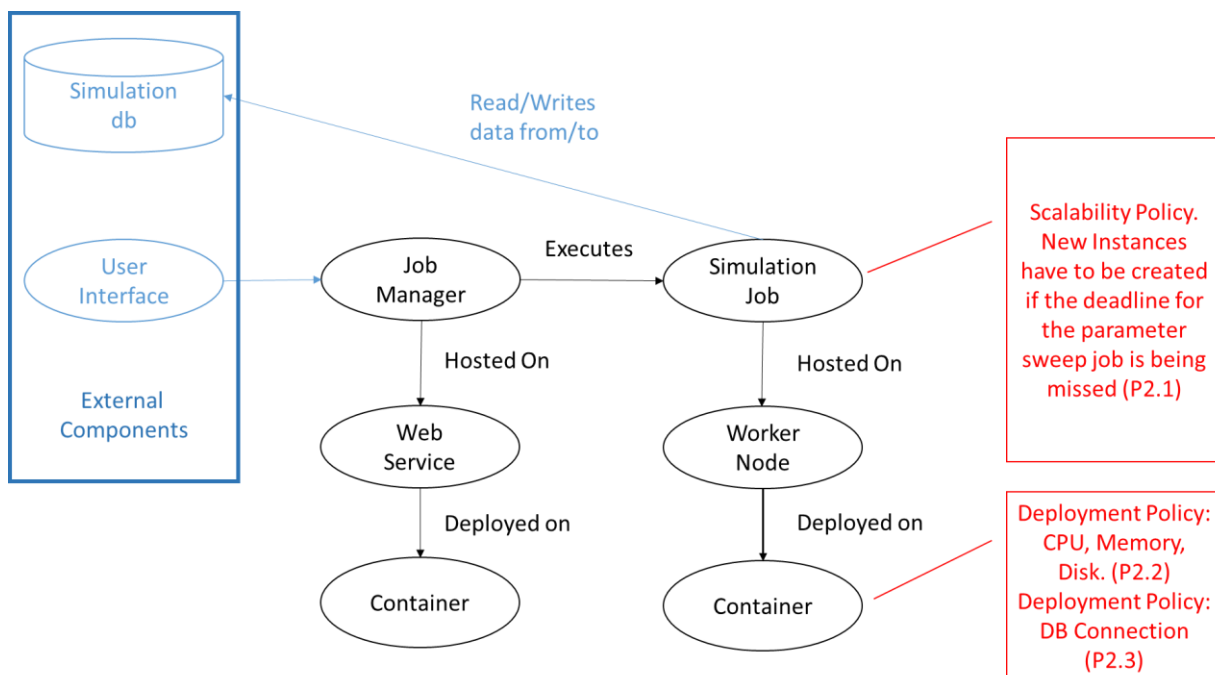 Simulation
db
Read/Writes
data from/to
User
Interface
External
Components
Job
Manager
Executes
Simulation
Job
Hosted On
Hosted On
Web
Service
Worker
Node
Deployed on
Deployed on
Container
Container
Scalability Policy.
New Instances
have to be created
if the deadline for
the parameter
sweep job is being
missed (P2.1)
Deployment Policy:
CPU, Memory,
Disk. (P2.2)
Deployment Policy:
DB Connection
(P2.3)